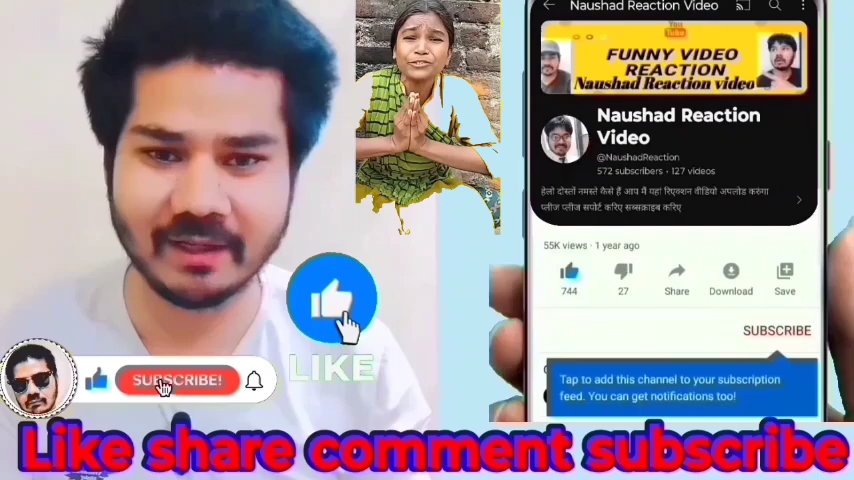 Naushad Reaction Video
You
Tube
FUNNY VIDEO
REACTION
Naushad Reaction video
Naushad Reaction
Video
@NaushadReaction
572 subscribers • 127 videos
हेलो दोस्तों नमस्ते कैसे हैं आप मैं यहां रिएक्शन वीडियो अपलोड करुंगा
प्लीज प्लीज सपोर्ट करिए सब्सक्राइब करिए
55K views · 1 year ago
744
27
Share
Download
Save
SUBSCRIBE
Tap to add this channel to your subscription
feed. You can get notifications too!
LIKE
SUBSCRIBE!
Like share comment subscribe